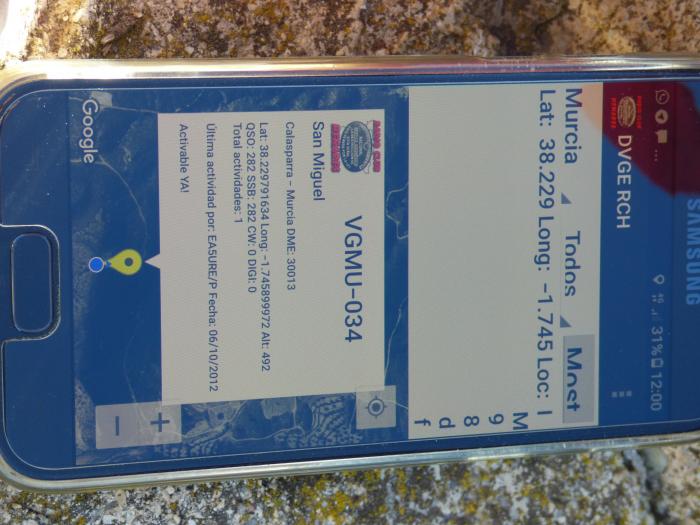 SAMSUNG
31% 12:00
DVGE RCH
Murcia Todos Most
Lat: 38.229 Long: -1.745 Loc: I
M
9
8
d
f
VGMU-034
San Miguel
Calasparra - Murcia DME: 30013
Lat: 38.229791634 Long: -1.745899972 Alt: 492
QSO: 282 SSB: 282 CW: 0 DIGI: 0
Total actividades: 1
Última actividad por: EA5URE/P Fecha: 06/10/2012
Activable YA!
+
−
Google